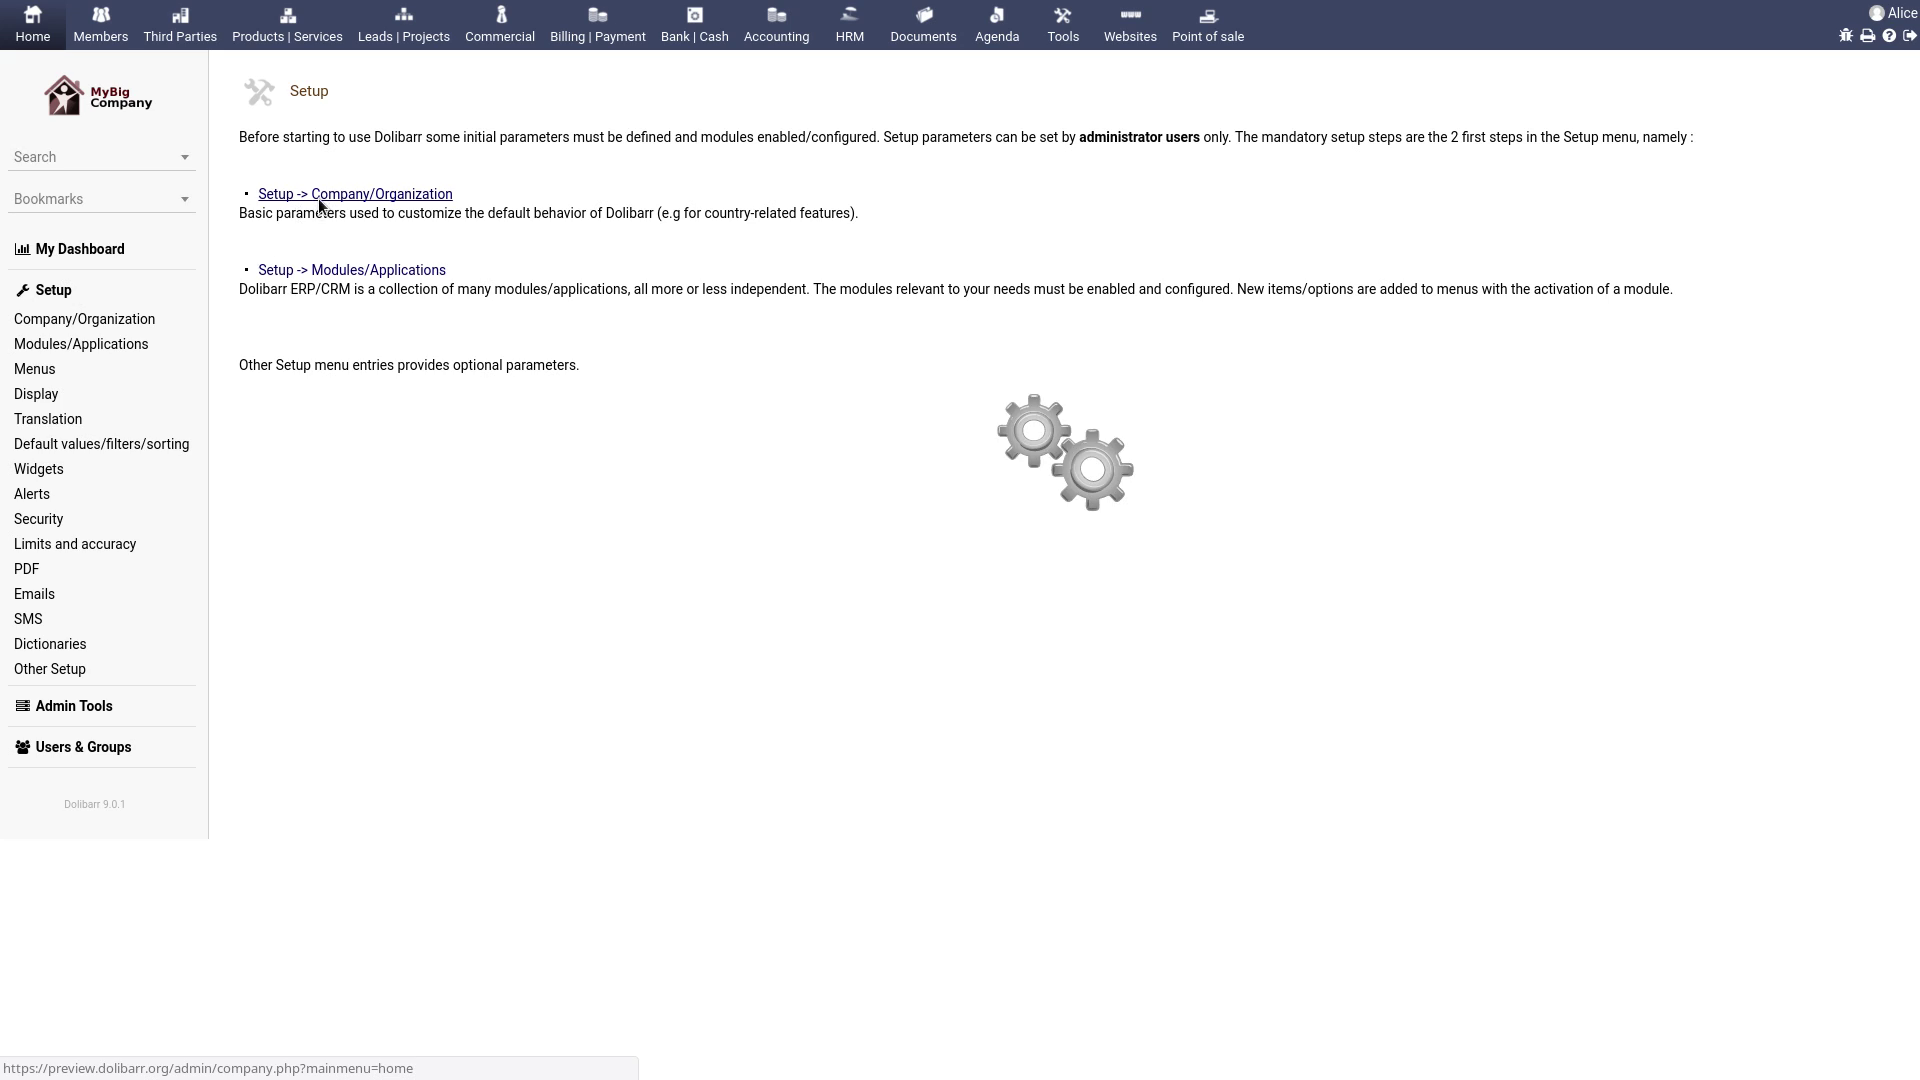 Home Members Third Parties Products | Services Leads | Projects Commercial Billing | Payment Bank | Cash Accounting HRM Documents Agenda Tools Websites Point of sale
Alice
MyBig
Company
Search
Bookmarks
My Dashboard
Setup
Company/Organization
Modules/Applications
Menus
Display
Translation
Default values/filters/sorting
Widgets
Alerts
Security
Limits and accuracy
PDF
Emails
SMS
Dictionaries
Other Setup
Admin Tools
Users & Groups
Dolibarr 9.0.1
Setup
Before starting to use Dolibarr some initial parameters must be defined and modules enabled/configured. Setup parameters can be set by administrator users only. The mandatory setup steps are the 2 first steps in the Setup menu, namely :
Setup -> Company/Organization
Basic parameters used to customize the default behavior of Dolibarr (e.g for country-related features).
Setup -> Modules/Applications
Dolibarr ERP/CRM is a collection of many modules/applications, all more or less independent. The modules relevant to your needs must be enabled and configured. New items/options are added to menus with the activation of a module.
Other Setup menu entries provides optional parameters.
https://preview.dolibarr.org/admin/company.php?mainmenu=home